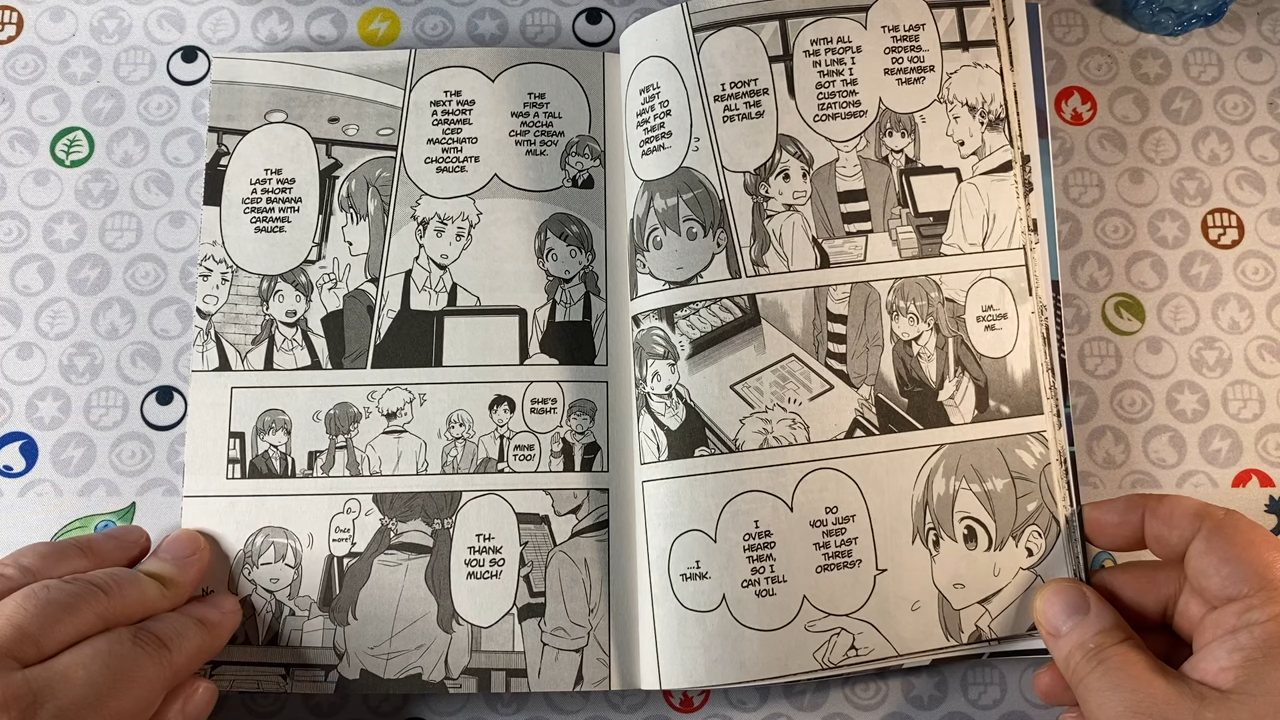 THE LAST
THREE
ORDERS...
DO YOU
REMEMBER
THEM?
WITH ALL
THE PEOPLE
IN LINE, I
THINK I
GOT THE
CUSTOM-
IZATIONS
CONFUSED!
I DON'T
REMEMBER
ALL THE
DETAILS!
WE'LL
JUST
HAVE TO
ASK FOR
THEIR
ORDERS
AGAIN...
UM...
EXCUSE
ME...
DO
YOU JUST
NEED
THE LAST
THREE
ORDERS?
I
OVER-
HEARD
THEM,
SO I
CAN TELL
YOU.
...I
THINK.
THE
FIRST
WAS A TALL
MOCHA
CHIP CREAM
WITH SOY
MILK.
THE
NEXT WAS
A SHORT
CARAMEL
ICED
MACCHIATO
WITH
CHOCOLATE
SAUCE.
THE
LAST WAS
A SHORT
ICED BANANA
CREAM WITH
CARAMEL
SAUCE.
SHE'S
RIGHT.
MINE
TOO!
TH-
THANK
YOU SO
MUCH!
O...
Once
more?
No